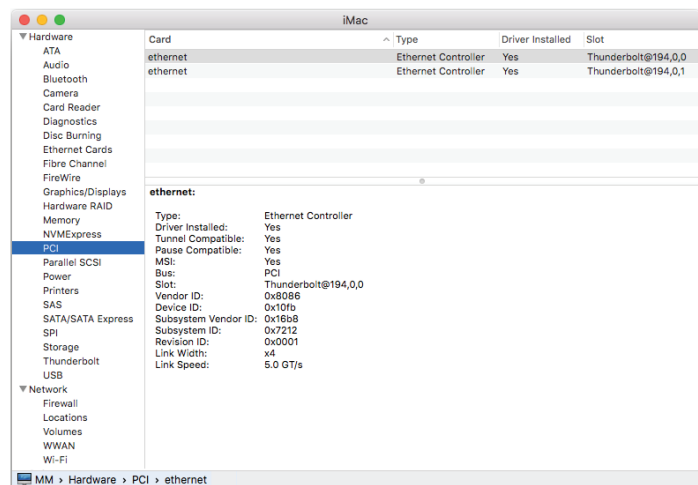 iMac
Hardware
ATA
Audio
Bluetooth
Camera
Card Reader
Diagnostics
Disc Burning
Ethernet Cards
Fibre Channel
FireWire
Graphics/Displays
Hardware RAID
Memory
NVMExpress
PCI
Parallel SCSI
Power
Printers
SAS
SATA/SATA Express
SPI
Storage
Thunderbolt
USB
Network
Firewall
Locations
Volumes
WWAN
Wi-Fi
Card Type Driver Installed Slot
ethernet Ethernet Controller Yes Thunderbolt@194,0,0
ethernet Ethernet Controller Yes Thunderbolt@194,0,1
ethernet:
Type: Ethernet Controller
Driver Installed: Yes
Tunnel Compatible: Yes
Pause Compatible: Yes
MSI: Yes
Bus: PCI
Slot: Thunderbolt@194,0,0
Vendor ID: 0x8086
Device ID: 0x10fb
Subsystem Vendor ID: 0x16b8
Subsystem ID: 0x7212
Revision ID: 0x0001
Link Width: x4
Link Speed: 5.0 GT/s
MM › Hardware › PCI › ethernet